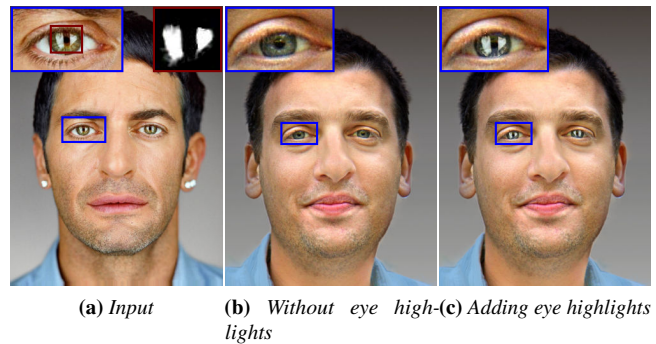 (a) Input
(b) Without eye high-
lights
(c) Adding eye highlights